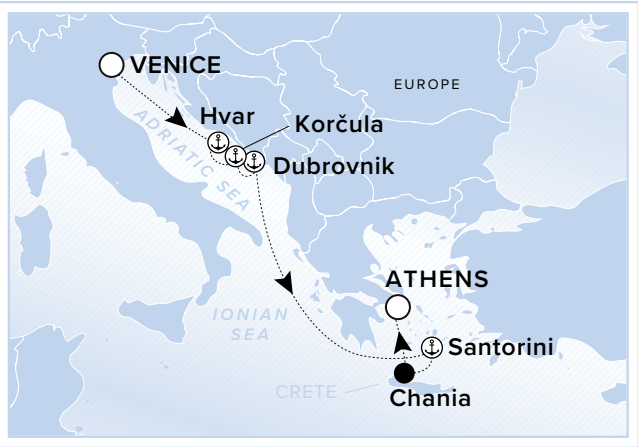 VENICE
EUROPE
Hvar
Korčula
ADRIATIC SEA
Dubrovnik
ATHENS
IONIAN
SEA
Santorini
CRETE
Chania